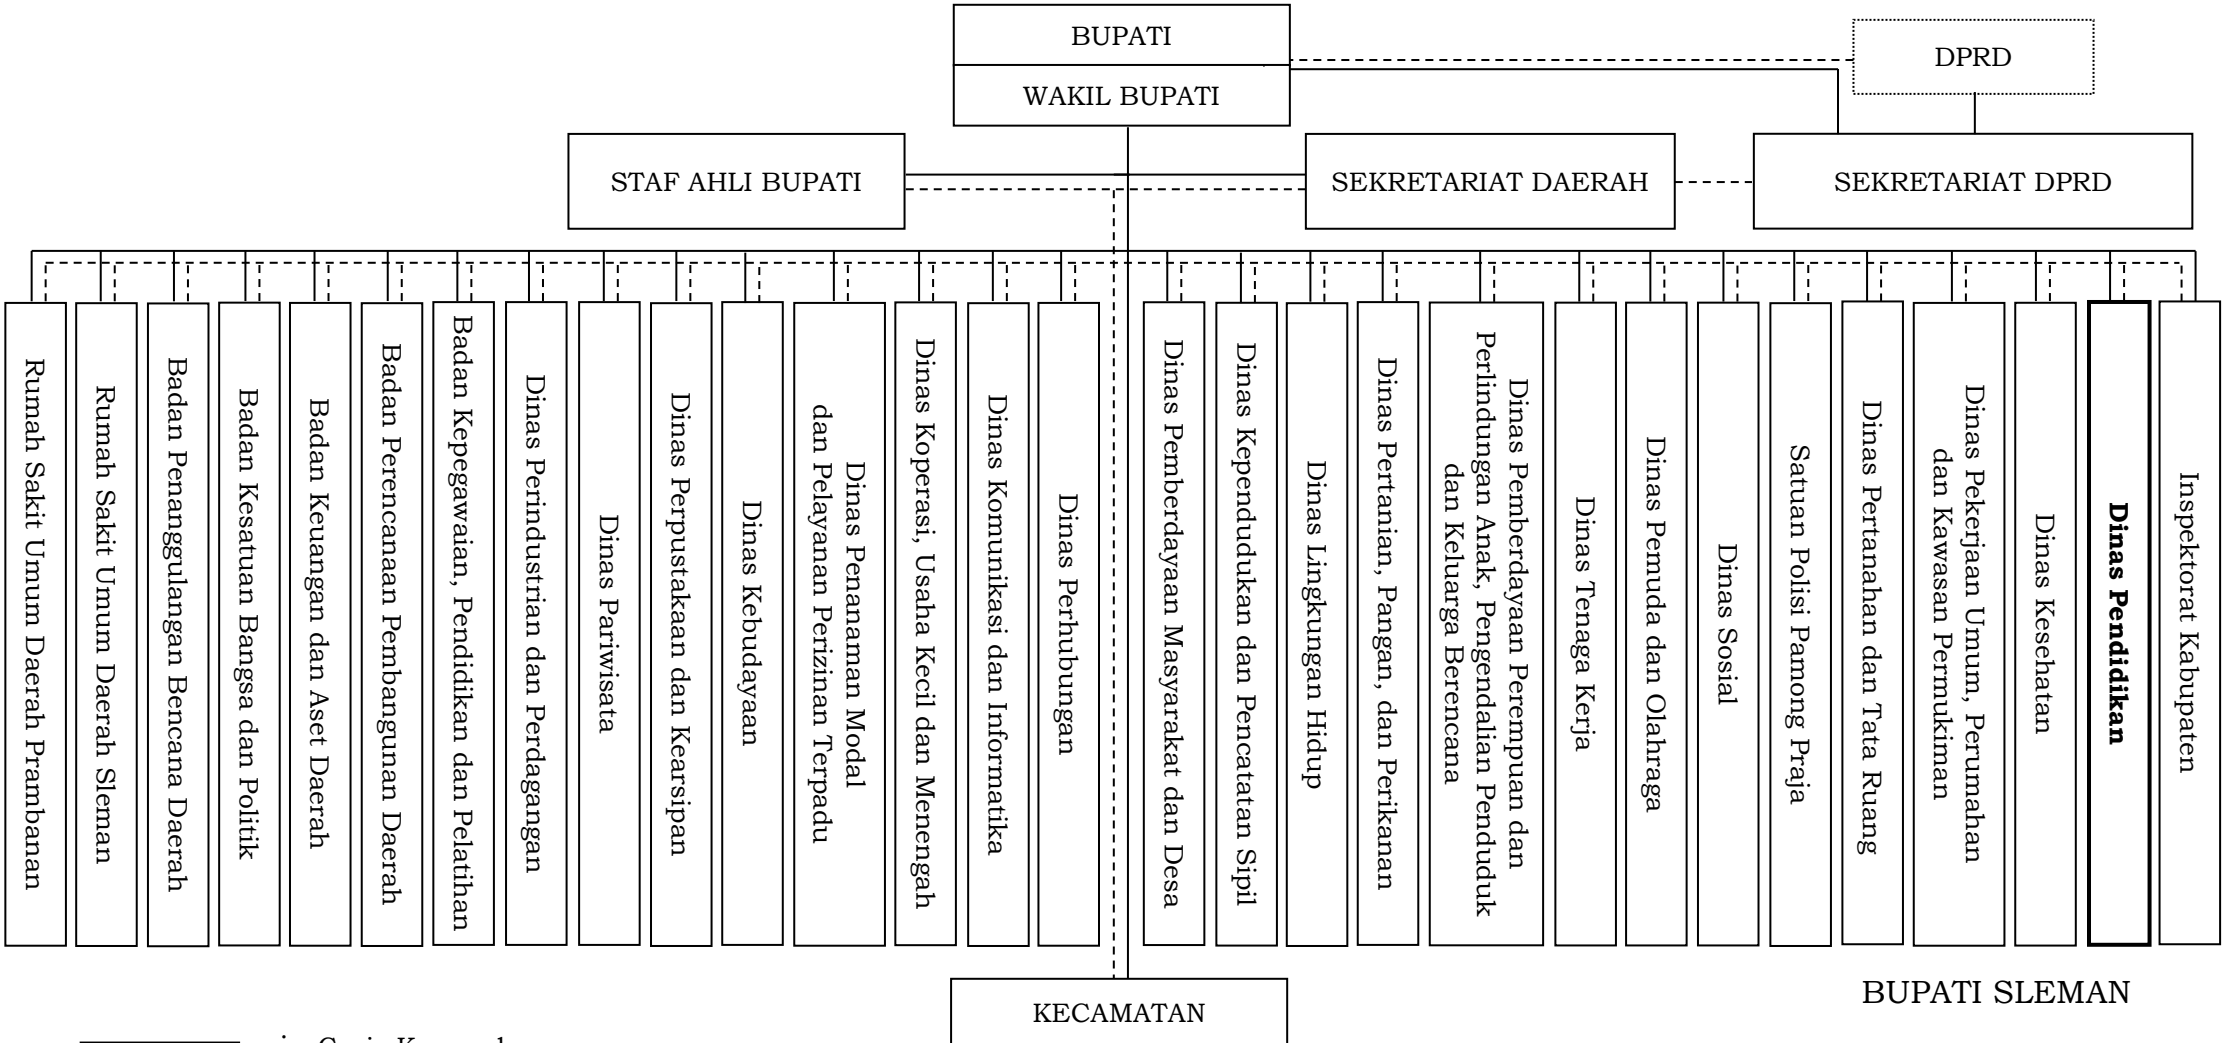 BUPATI
DPRD
WAKIL BUPATI
STAF AHLI BUPATI
SEKRETARIAT DAERAH
SEKRETARIAT DPRD
Rumah Sakit Umum Daerah Prambanan
Rumah Sakit Umum Daerah Sleman
Badan Penanggulangan Bencana Daerah
Badan Kesatuan Bangsa dan Politik
Badan Keuangan dan Aset Daerah
Badan Perencanaan Pembangunan Daerah
Badan Kepegawaian, Pendidikan dan Pelatihan
Dinas Perindustrian dan Perdagangan
Dinas Pariwisata
Dinas Perpustakaan dan Kearsipan
Dinas Kebudayaan
Dinas Penanaman Modal
dan Pelayanan Perizinan Terpadu
Dinas Koperasi, Usaha Kecil dan Menengah
Dinas Komunikasi dan Informatika
Dinas Perhubungan
Dinas Pemberdayaan Masyarakat dan Desa
Dinas Kependudukan dan Pencatatan Sipil
Dinas Lingkungan Hidup
Dinas Pertanian, Pangan, dan Perikanan
Dinas Pemberdayaan Perempuan dan
Perlindungan Anak, Pengendalian Penduduk
dan Keluarga Berencana
Dinas Tenaga Kerja
Dinas Pemuda dan Olahraga
Dinas Sosial
Satuan Polisi Pamong Praja
Dinas Pertanahan dan Tata Ruang
Dinas Pekerjaan Umum, Perumahan
dan Kawasan Permukiman
Dinas Kesehatan
Dinas Pendidikan
Inspektorat Kabupaten
BUPATI SLEMAN
KECAMATAN